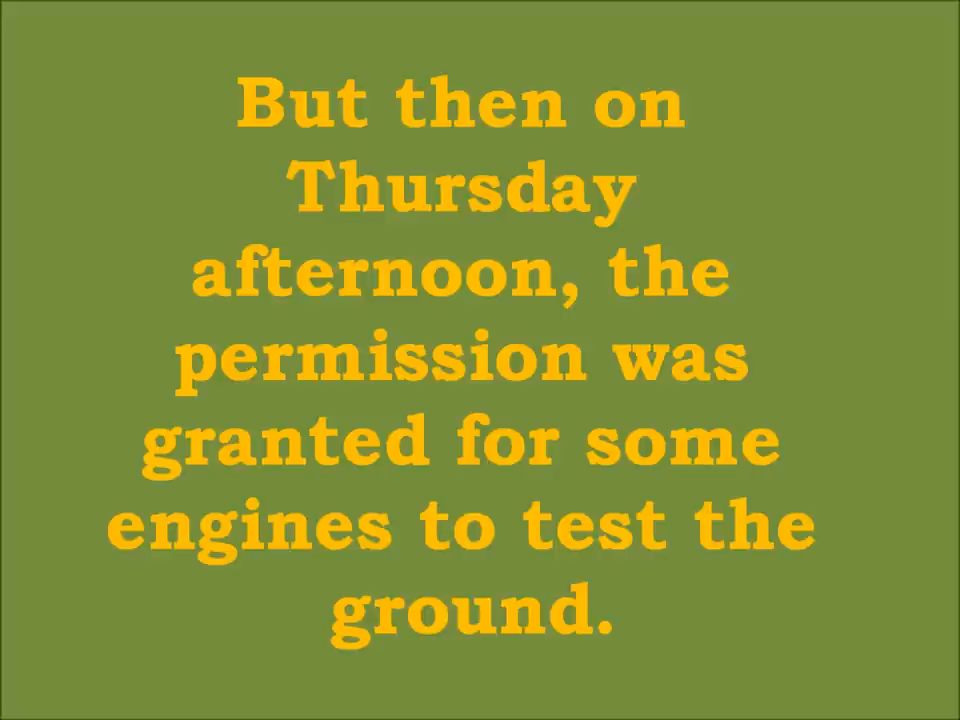 But then on
Thursday
afternoon, the
permission was
granted for some
engines to test the
ground.